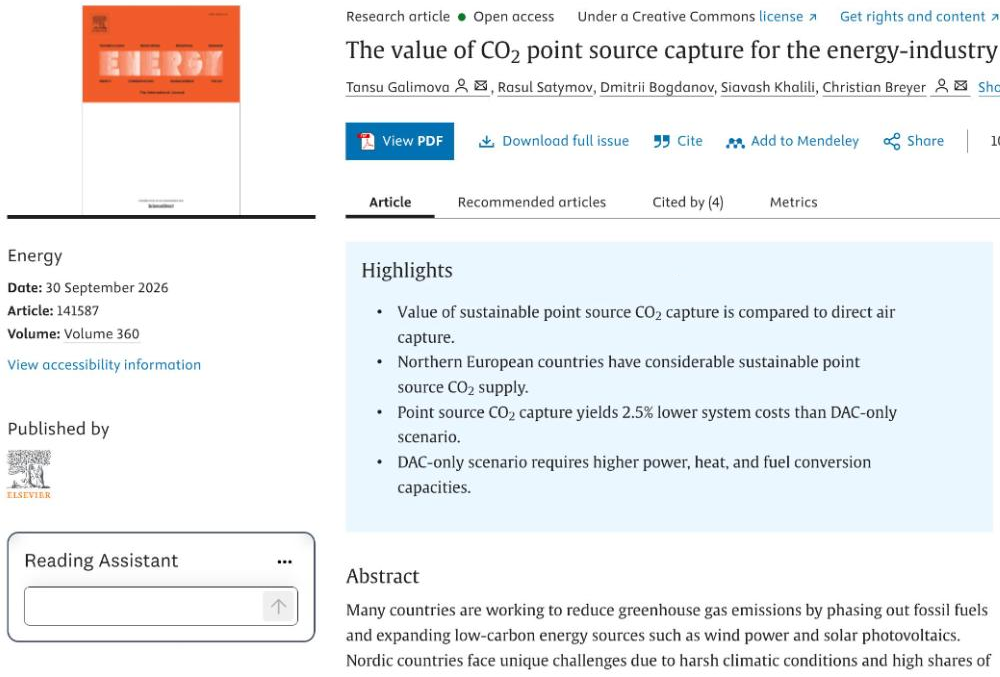 ENERGY
The International Journal
Energy
Date: 30 September 2026
Article: 141587
Volume: Volume 360
View accessibility information
Published by
ELSEVIER
Reading Assistant
Research article Open access Under a Creative Commons license ↗ Get rights and content ↗
The value of CO₂ point source capture for the energy-industry
Tansu Galimova, Rasul Satymov, Dmitrii Bogdanov, Siavash Khalili, Christian Breyer Sho
View PDF Download full issue Cite Add to Mendeley Share 10
Article Recommended articles Cited by (4) Metrics
Highlights
• Value of sustainable point source CO₂ capture is compared to direct air
capture.
• Northern European countries have considerable sustainable point
source CO₂ supply.
• Point source CO₂ capture yields 2.5% lower system costs than DAC-only
scenario.
• DAC-only scenario requires higher power, heat, and fuel conversion
capacities.
Abstract
Many countries are working to reduce greenhouse gas emissions by phasing out fossil fuels
and expanding low-carbon energy sources such as wind power and solar photovoltaics.
Nordic countries face unique challenges due to harsh climatic conditions and high shares of